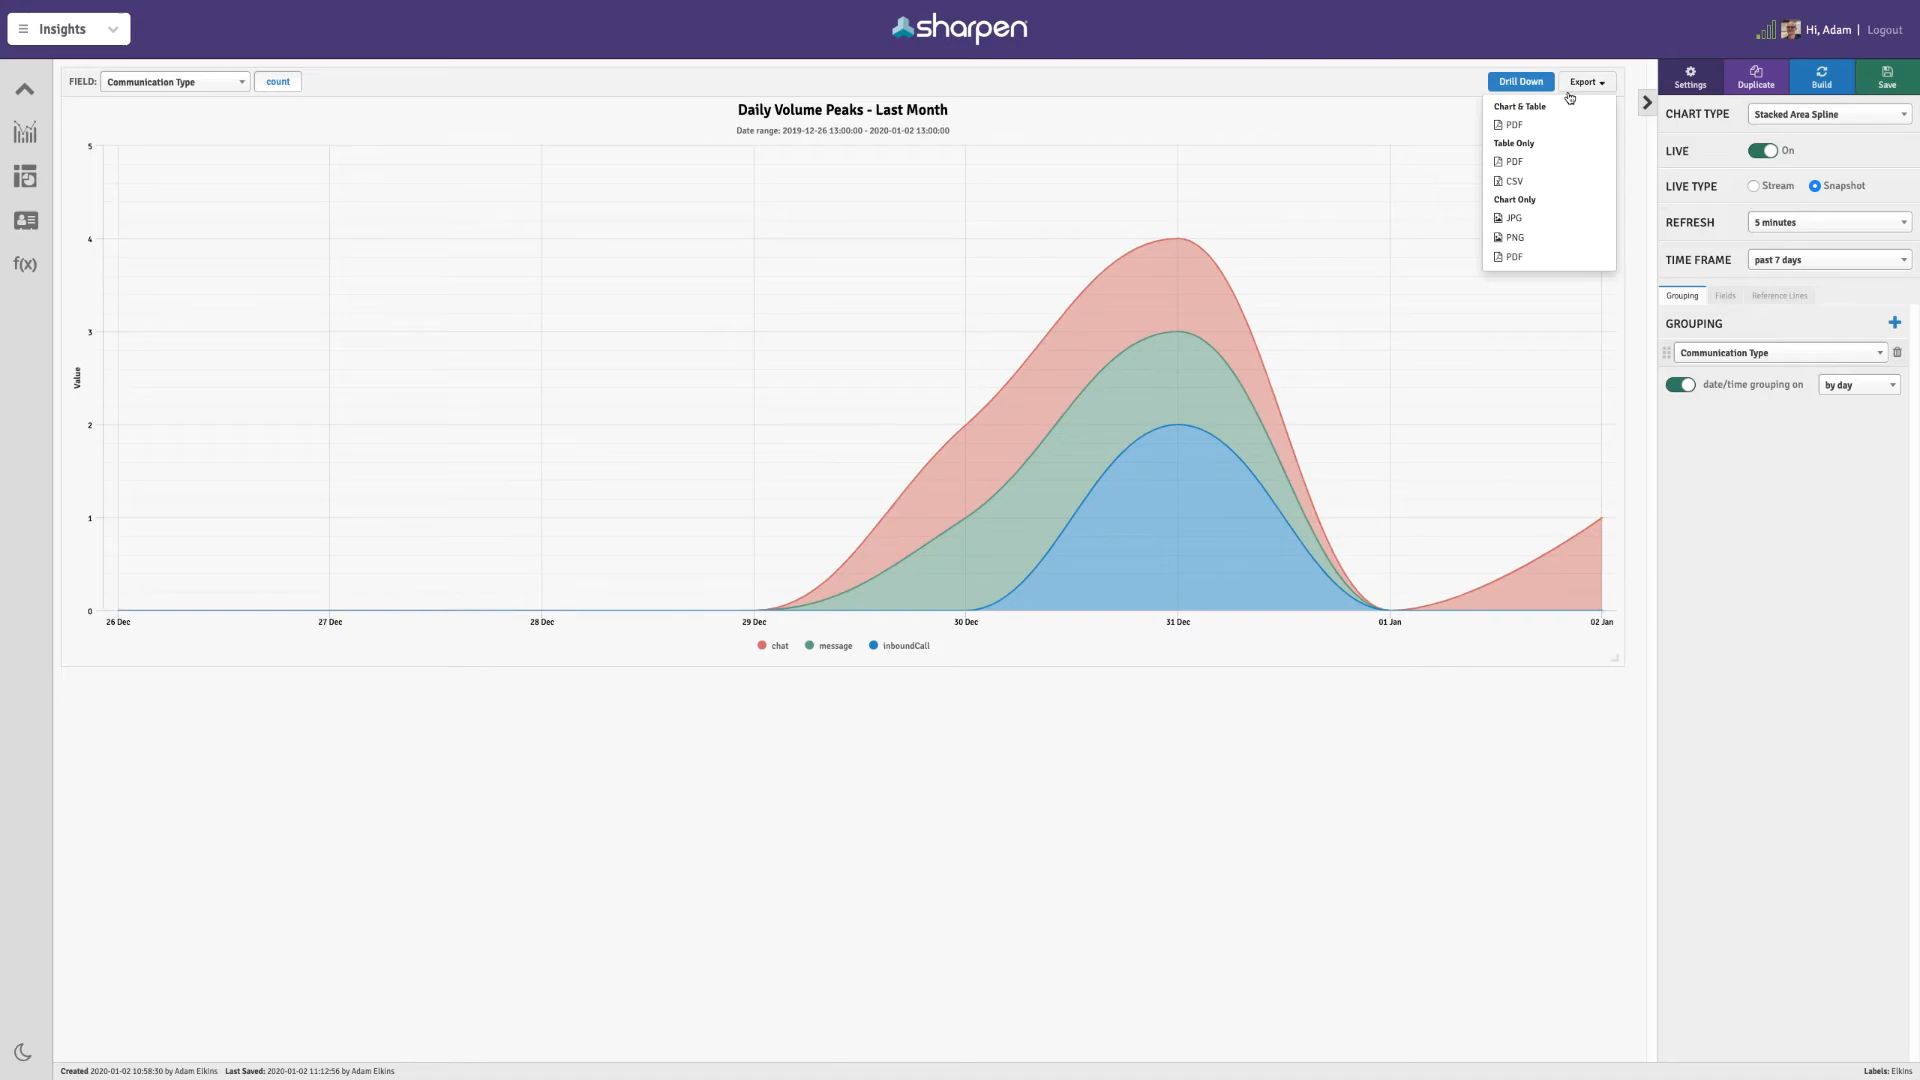 Insights
sharpen
Hi, Adam | Logout
FIELD: Communication Type count
Drill Down Export
Settings Duplicate Build Save
Daily Volume Peaks - Last Month
Date range: 2019-12-26 13:00:00 - 2020-01-02 13:00:00
Chart & Table
PDF
Table Only
PDF
CSV
Chart Only
JPG
PNG
PDF
CHART TYPE Stacked Area Spline
LIVE On
LIVE TYPE Stream Snapshot
REFRESH 5 minutes
TIME FRAME past 7 days
Grouping Fields Reference Lines
GROUPING
Communication Type
date/time grouping on by day
f(x)
Value
5
4
3
2
1
0
26 Dec 27 Dec 28 Dec 29 Dec 30 Dec 31 Dec 01 Jan 02 Jan
chat message inboundCall
Created 2020-01-02 10:58:30 by Adam Elkins Last Saved: 2020-01-02 11:12:56 by Adam Elkins
Labels: Elkins